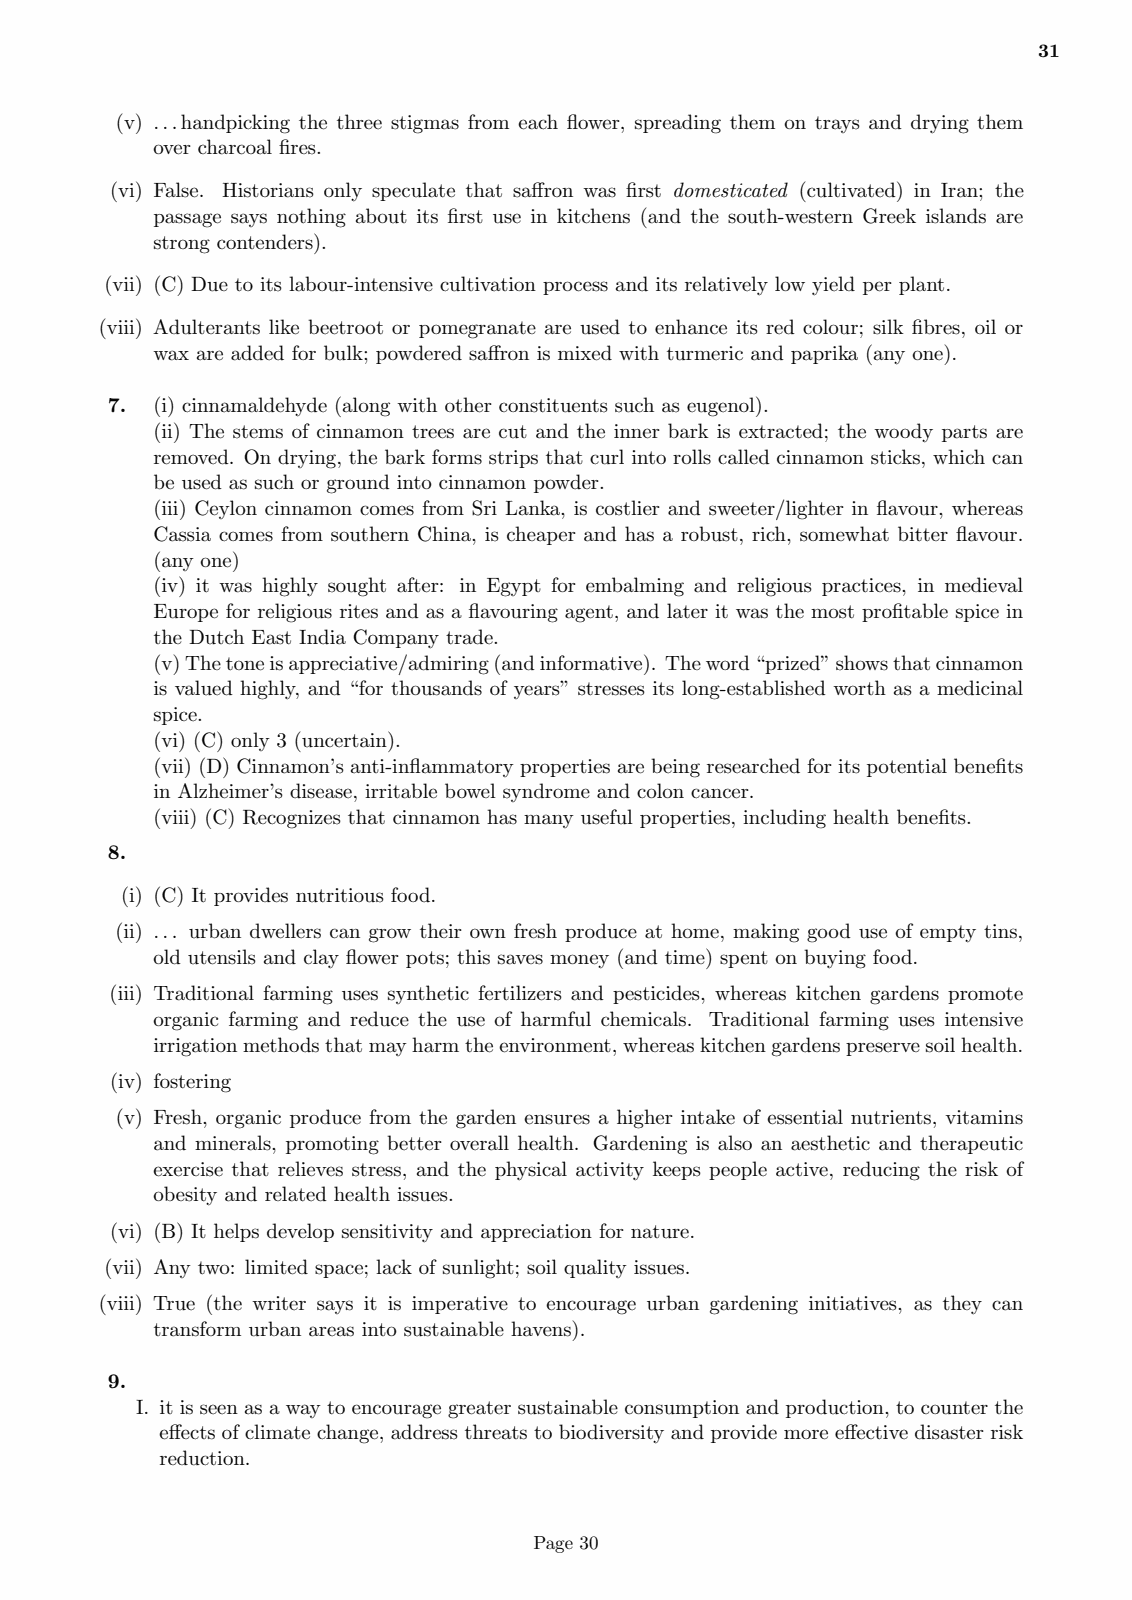 31
(v) ...handpicking the three stigmas from each flower, spreading them on trays and drying them
over charcoal fires.
(vi) False. Historians only speculate that saffron was first domesticated (cultivated) in Iran; the
passage says nothing about its first use in kitchens (and the south-western Greek islands are
strong contenders).
(vii) (C) Due to its labour-intensive cultivation process and its relatively low yield per plant.
(viii) Adulterants like beetroot or pomegranate are used to enhance its red colour; silk fibres, oil or
wax are added for bulk; powdered saffron is mixed with turmeric and paprika (any one).
7. (i) cinnamaldehyde (along with other constituents such as eugenol).
(ii) The stems of cinnamon trees are cut and the inner bark is extracted; the woody parts are
removed. On drying, the bark forms strips that curl into rolls called cinnamon sticks, which can
be used as such or ground into cinnamon powder.
(iii) Ceylon cinnamon comes from Sri Lanka, is costlier and sweeter/lighter in flavour, whereas
Cassia comes from southern China, is cheaper and has a robust, rich, somewhat bitter flavour.
(any one)
(iv) it was highly sought after: in Egypt for embalming and religious practices, in medieval
Europe for religious rites and as a flavouring agent, and later it was the most profitable spice in
the Dutch East India Company trade.
(v) The tone is appreciative/admiring (and informative). The word “prized” shows that cinnamon
is valued highly, and “for thousands of years” stresses its long-established worth as a medicinal
spice.
(vi) (C) only 3 (uncertain).
(vii) (D) Cinnamon’s anti-inflammatory properties are being researched for its potential benefits
in Alzheimer’s disease, irritable bowel syndrome and colon cancer.
(viii) (C) Recognizes that cinnamon has many useful properties, including health benefits.
8.
(i) (C) It provides nutritious food.
(ii) ... urban dwellers can grow their own fresh produce at home, making good use of empty tins,
old utensils and clay flower pots; this saves money (and time) spent on buying food.
(iii) Traditional farming uses synthetic fertilizers and pesticides, whereas kitchen gardens promote
organic farming and reduce the use of harmful chemicals. Traditional farming uses intensive
irrigation methods that may harm the environment, whereas kitchen gardens preserve soil health.
(iv) fostering
(v) Fresh, organic produce from the garden ensures a higher intake of essential nutrients, vitamins
and minerals, promoting better overall health. Gardening is also an aesthetic and therapeutic
exercise that relieves stress, and the physical activity keeps people active, reducing the risk of
obesity and related health issues.
(vi) (B) It helps develop sensitivity and appreciation for nature.
(vii) Any two: limited space; lack of sunlight; soil quality issues.
(viii) True (the writer says it is imperative to encourage urban gardening initiatives, as they can
transform urban areas into sustainable havens).
9.
I. it is seen as a way to encourage greater sustainable consumption and production, to counter the
effects of climate change, address threats to biodiversity and provide more effective disaster risk
reduction.
Page 30